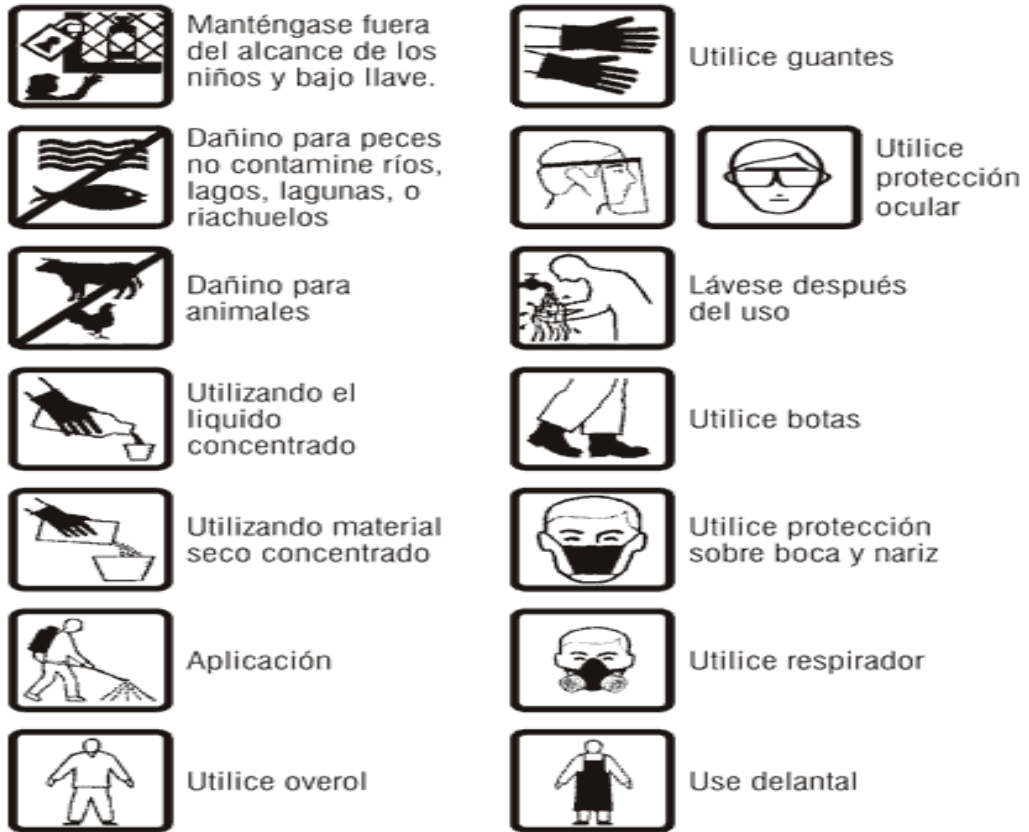 Manténgase fuera
del alcance de los
niños y bajo llave.
Dañino para peces
no contamine ríos,
lagos, lagunas, o
riachuelos
Dañino para
animales
Utilizando el
liquido
concentrado
Utilizando material
seco concentrado
Aplicación
Utilice overol
Utilice guantes
Utilice
protección
ocular
Lávese después
del uso
Utilice botas
Utilice protección
sobre boca y nariz
Utilice respirador
Use delantal